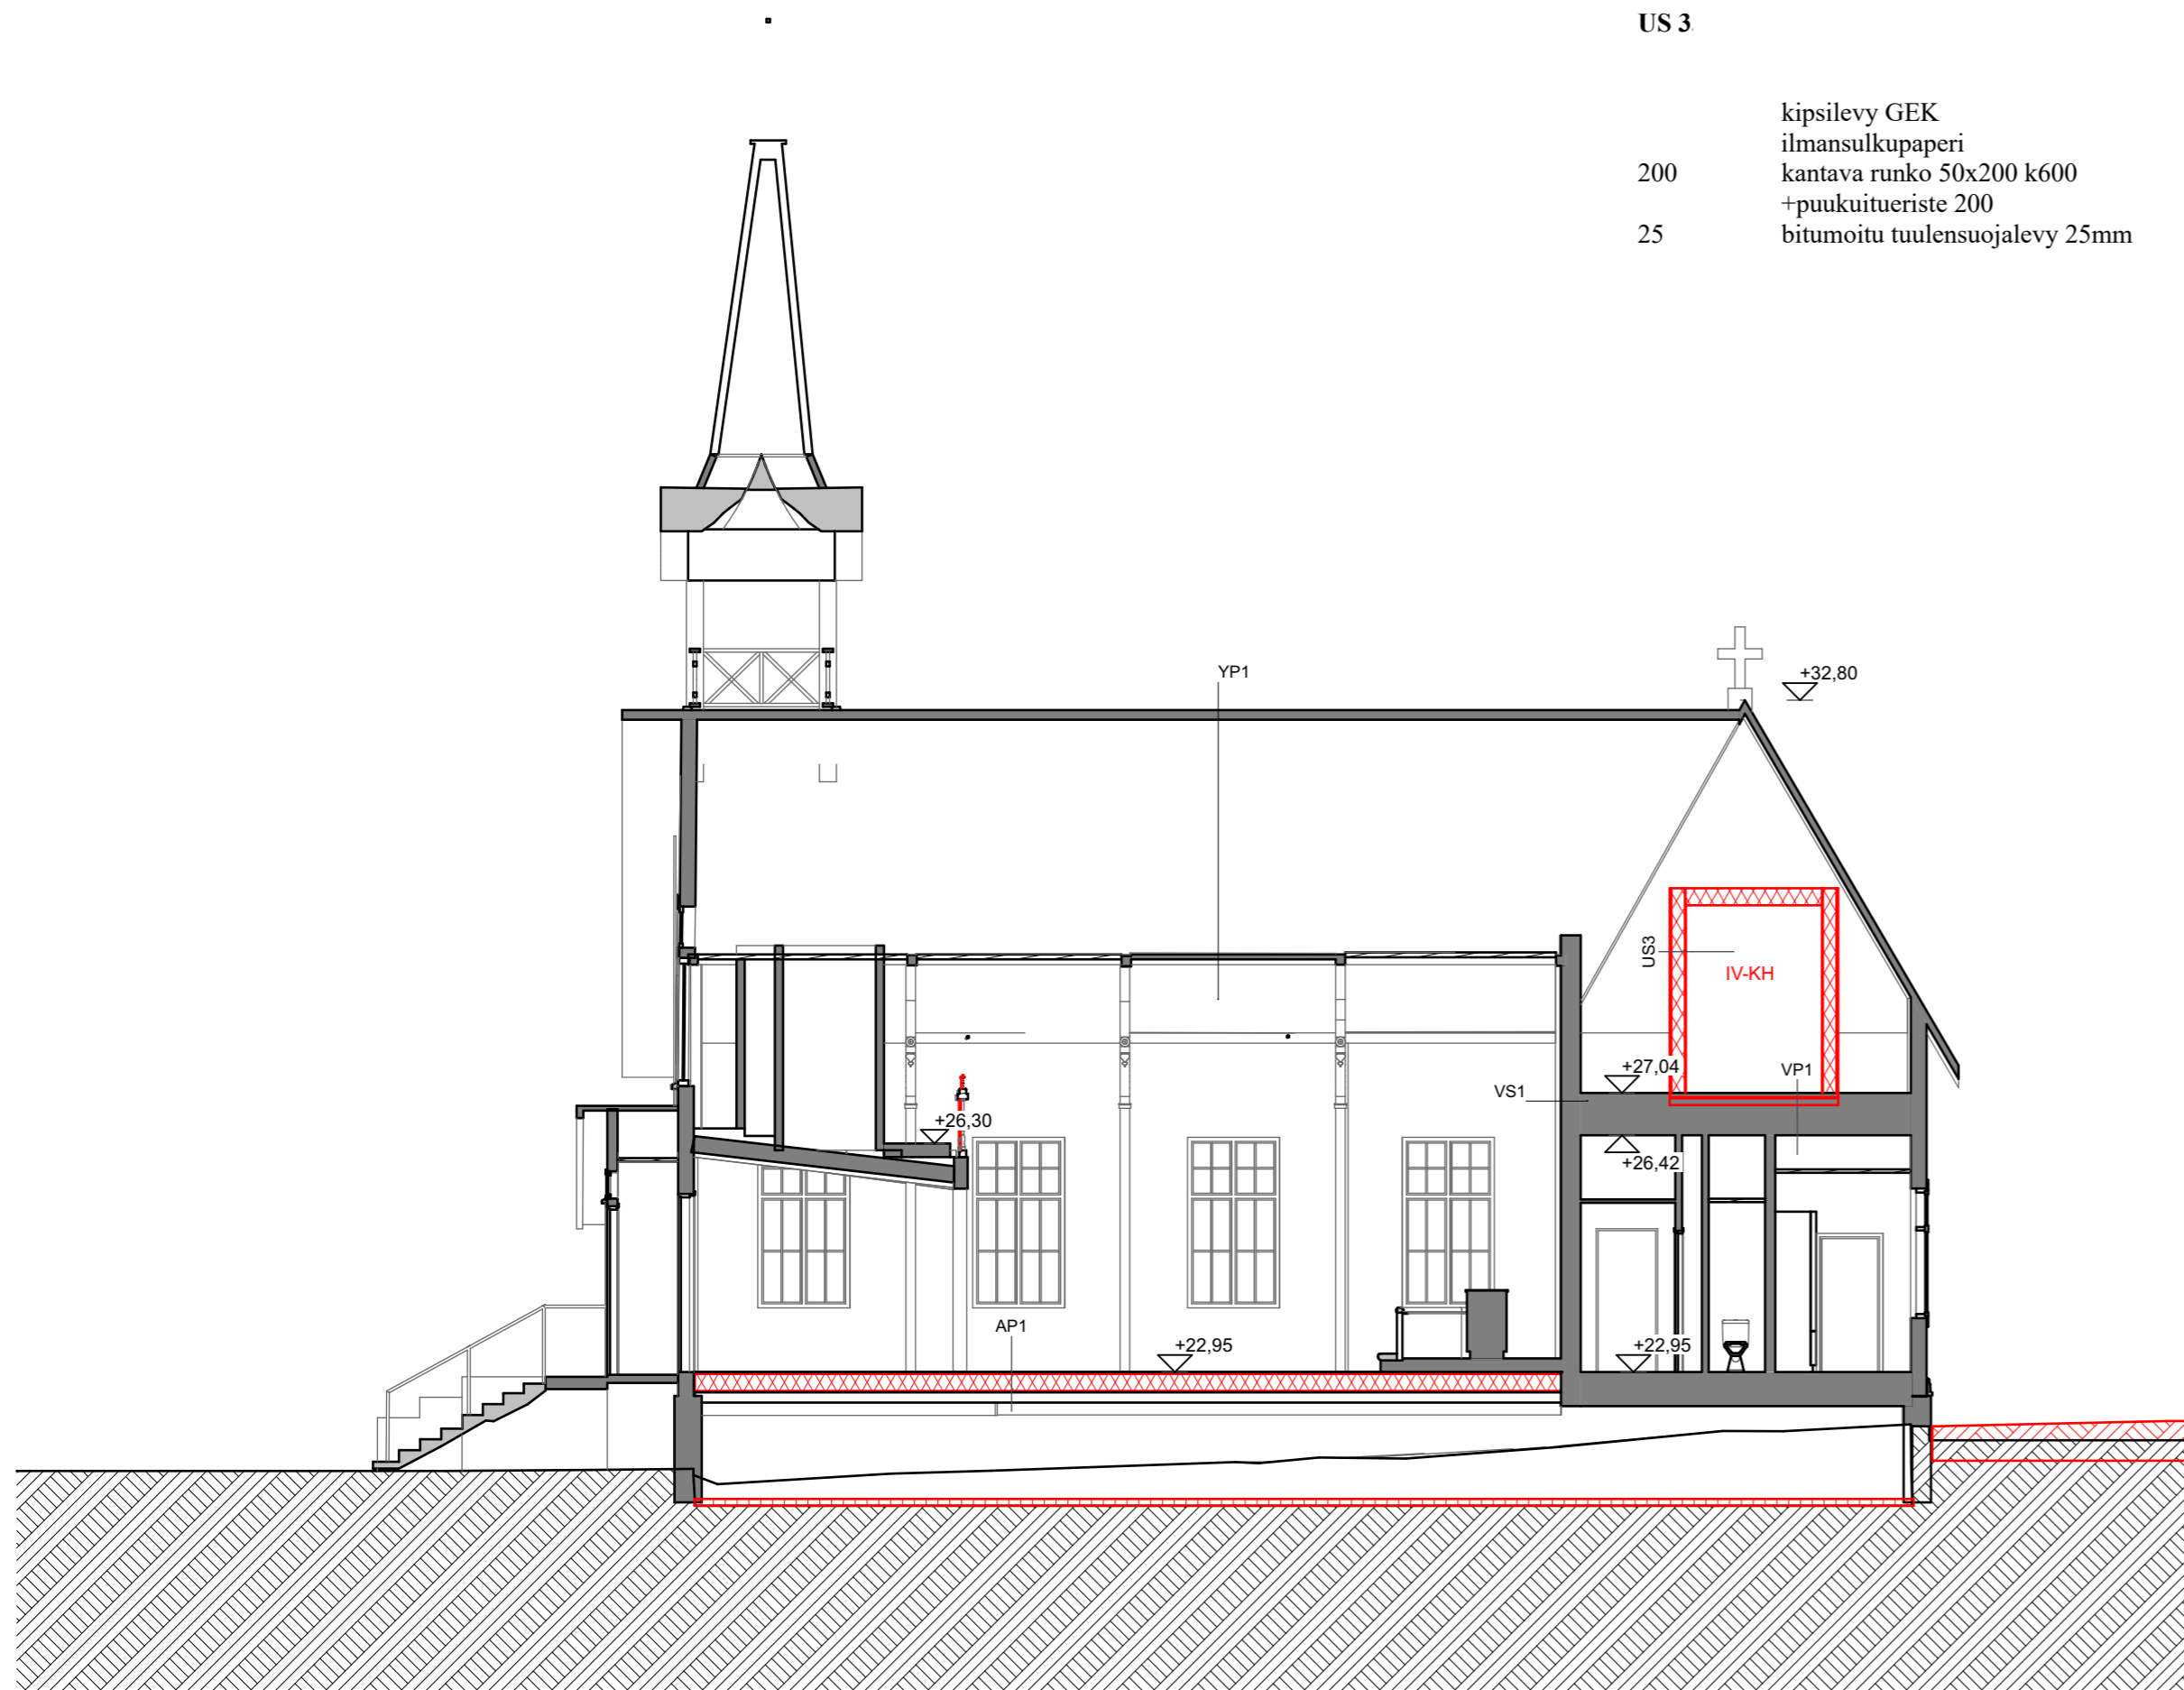 US 3
kipsilevy GEK
ilmansulkupaperi
200 kantava runko 50x200 k600
+puukuitueriste 200
25 bitumoitu tuulensuojalevy 25mm
YP1
+32,80
US3
IV-KH
+27,04
VP1
VS1
+26,30
+26,42
AP1
+22,95
+22,95